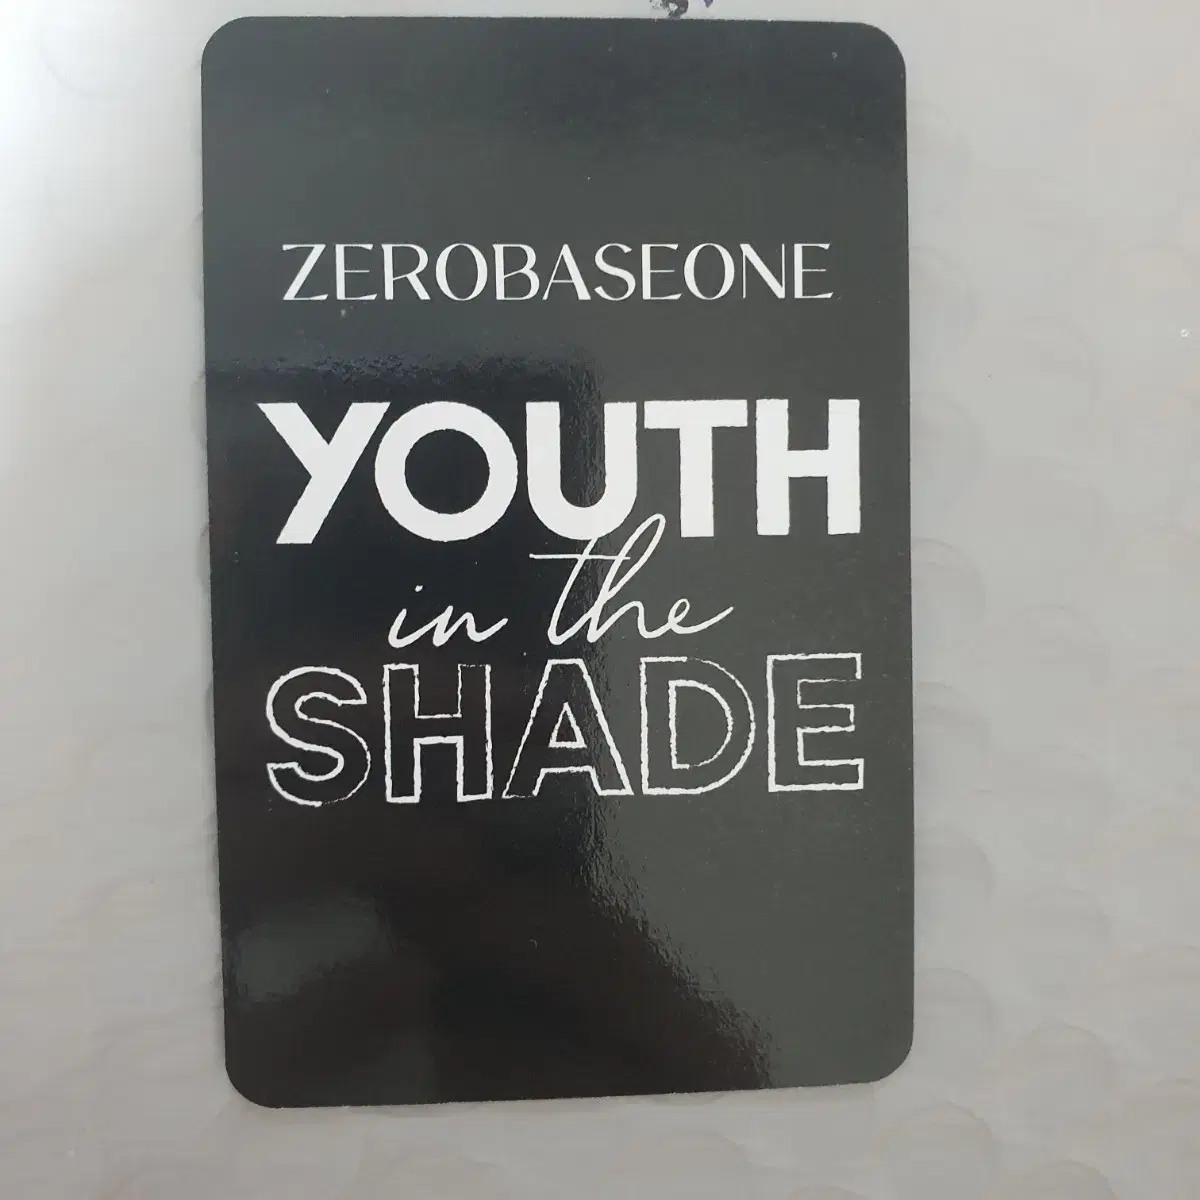 ZEROBASEONE
YOUTH
in the
SHADE